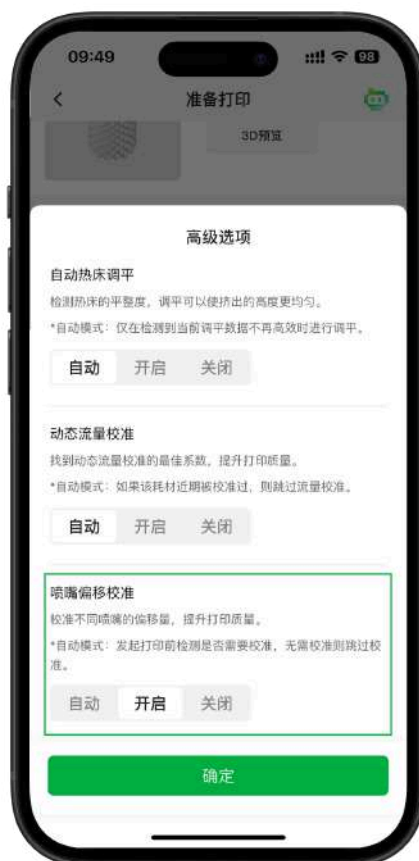 09:49
98
准备打印
3D预览
高级选项
自动热床调平
检测热床的平整度，调平可以使挤出的高度更均匀。
*自动模式：仅在检测到当前调平数据不再高效时进行调平。
自动 开启 关闭
动态流量校准
找到动态流量校准的最佳系数，提升打印质量。
*自动模式：如果该耗材近期被校准过，则跳过流量校准。
自动 开启 关闭
喷嘴偏移校准
校准不同喷嘴的偏移量，提升打印质量。
*自动模式：发起打印前检测是否需要校准，无需校准则跳过校
准。
自动 开启 关闭
确定